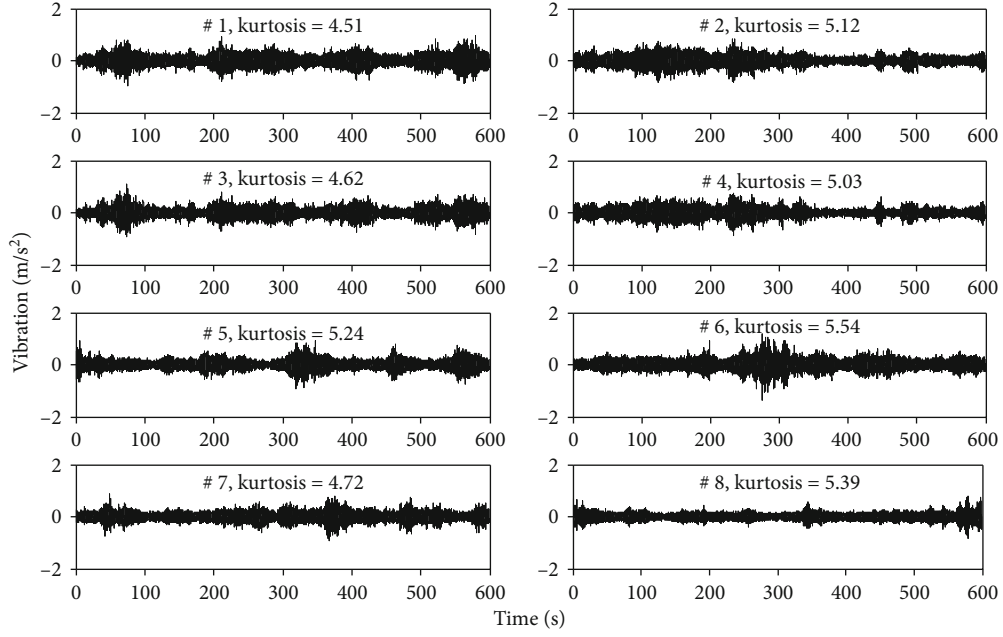 Vibration (m/s²)
2
0
−2
# 1, kurtosis = 4.51
0 100 200 300 400 500 600
2
0
−2
# 2, kurtosis = 5.12
0 100 200 300 400 500 600
2
0
−2
# 3, kurtosis = 4.62
0 100 200 300 400 500 600
2
0
−2
# 4, kurtosis = 5.03
0 100 200 300 400 500 600
2
0
−2
# 5, kurtosis = 5.24
0 100 200 300 400 500 600
2
0
−2
# 6, kurtosis = 5.54
0 100 200 300 400 500 600
2
0
−2
# 7, kurtosis = 4.72
0 100 200 300 400 500 600
2
0
−2
# 8, kurtosis = 5.39
0 100 200 300 400 500 600
Time (s)